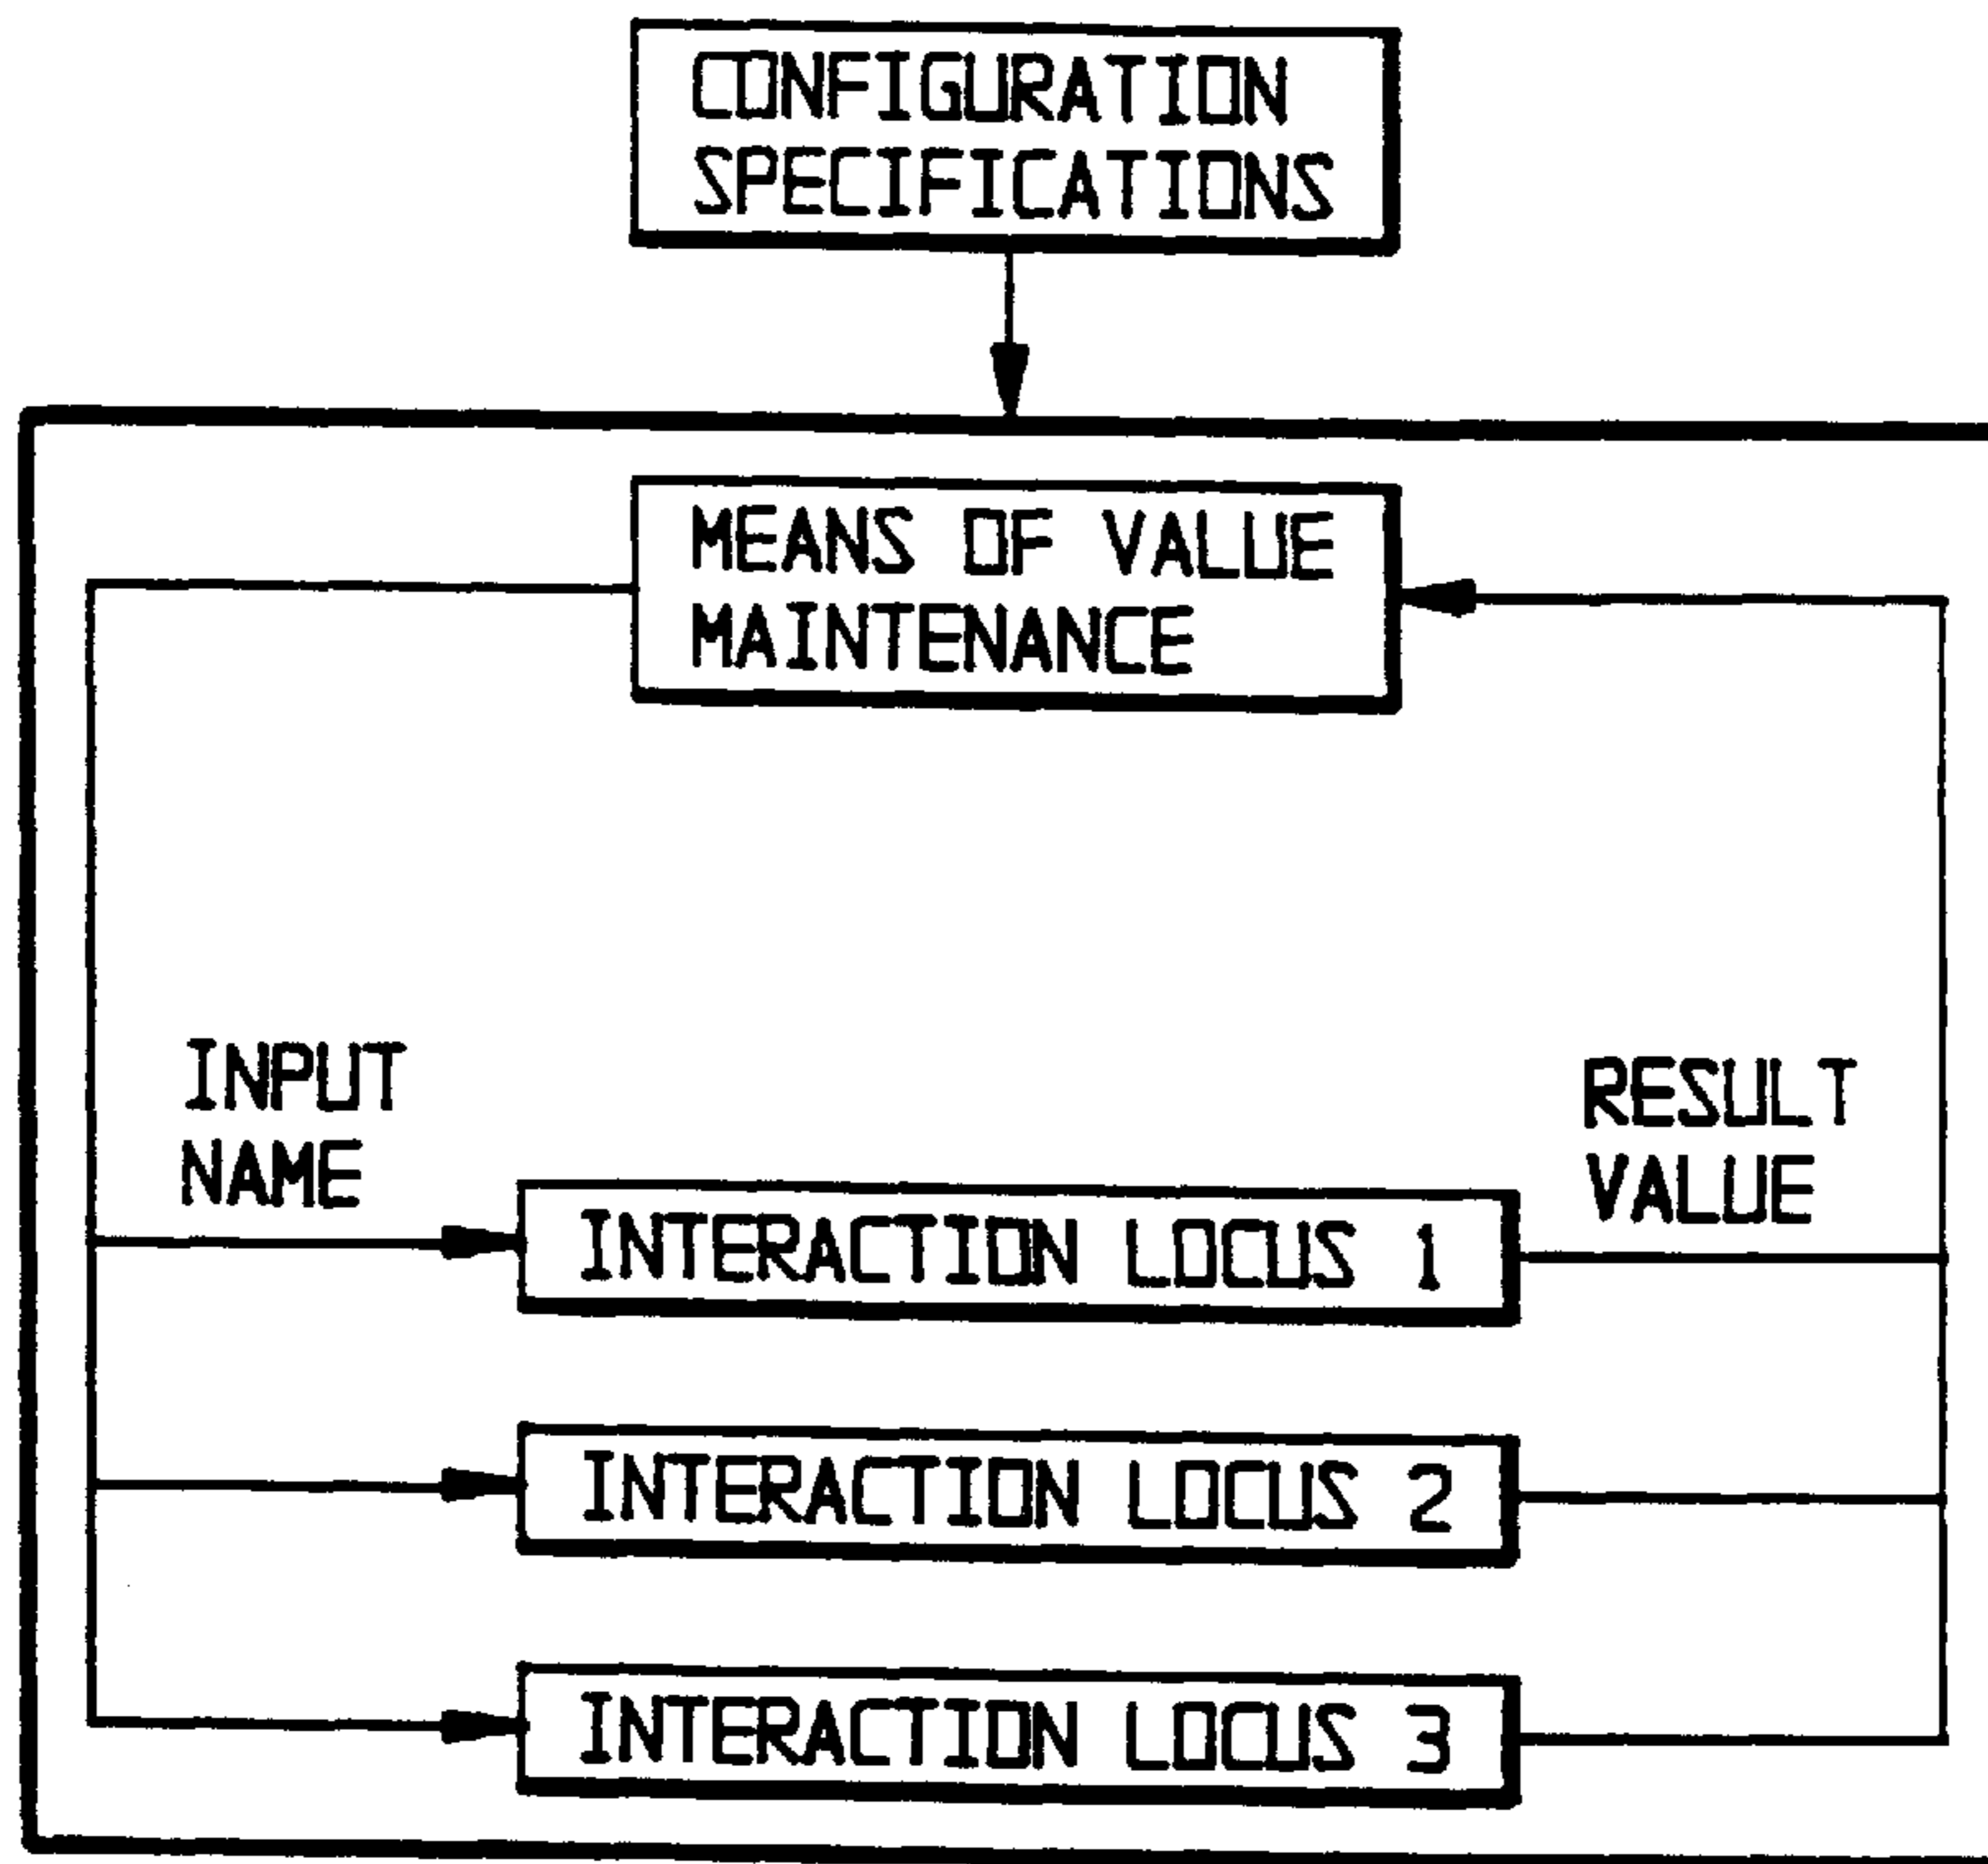 CONFIGURATION
SPECIFICATIONS
MEANS OF VALUE
MAINTENANCE
INPUT
NAME
RESULT
VALUE
INTERACTION LOCUS 1
INTERACTION LOCUS 2
INTERACTION LOCUS 3